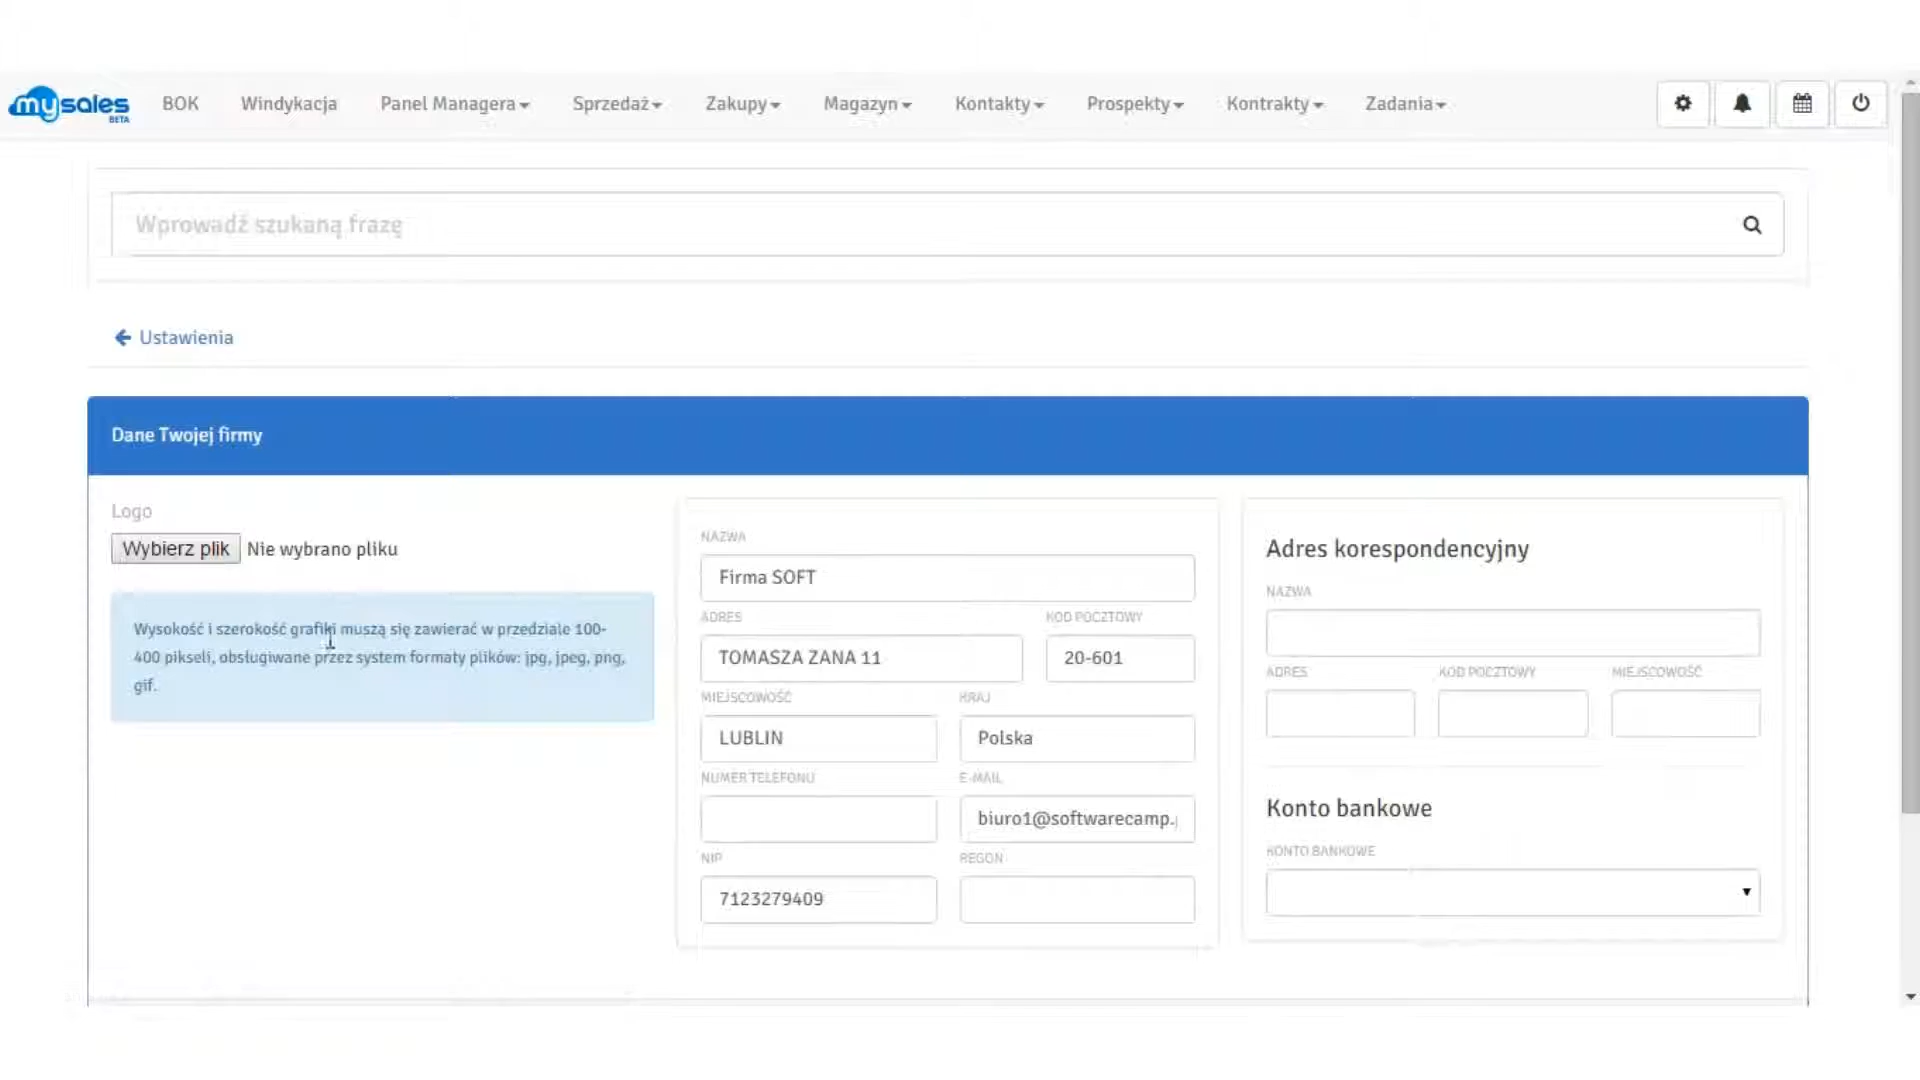 mysales
BETA
BOK
Windykacja
Panel Managera
Sprzedaż
Zakupy
Magazyn
Kontakty
Prospekty
Kontrakty
Zadania
Wprowadź szukaną frazę
Ustawienia
Dane Twojej firmy
Logo
Wybierz plik Nie wybrano pliku
Wysokość i szerokość grafiki muszą się zawierać w przedziale 100-
400 pikseli, obsługiwane przez system formaty plików: jpg, jpeg, png,
gif.
NAZWA
Firma SOFT
ADRES
KOD POCZTOWY
TOMASZA ZANA 11
20-601
MIEJSCOWOŚĆ
KRAJ
LUBLIN
Polska
NUMER TELEFONU
E-MAIL
biuro1@softwarecamp.
NIP
REGON
7123279409
Adres korespondencyjny
NAZWA
ADRES
KOD POCZTOWY
MIEJSCOWOŚĆ
Konto bankowe
KONTO BANKOWE